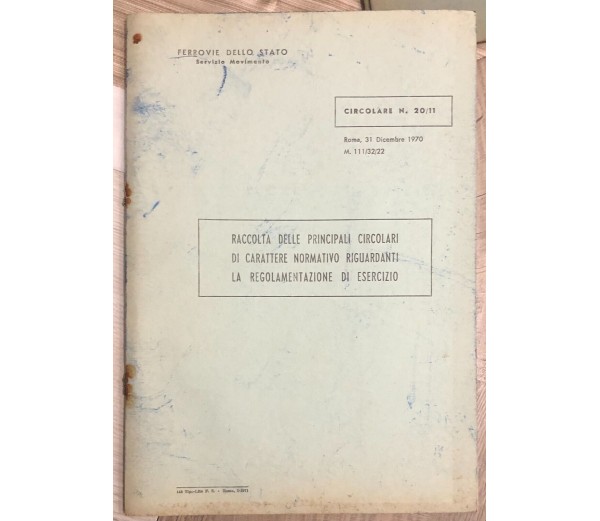 FERROVIE DELLO STATO
Servizio Movimento
CIRCOLARE N. 20/11
Roma, 31 Dicembre 1970
M. 111/32/22
RACCOLTA DELLE PRINCIPALI CIRCOLARI
DI CARATTERE NORMATIVO RIGUARDANTI
LA REGOLAMENTAZIONE DI ESERCIZIO
Roma,